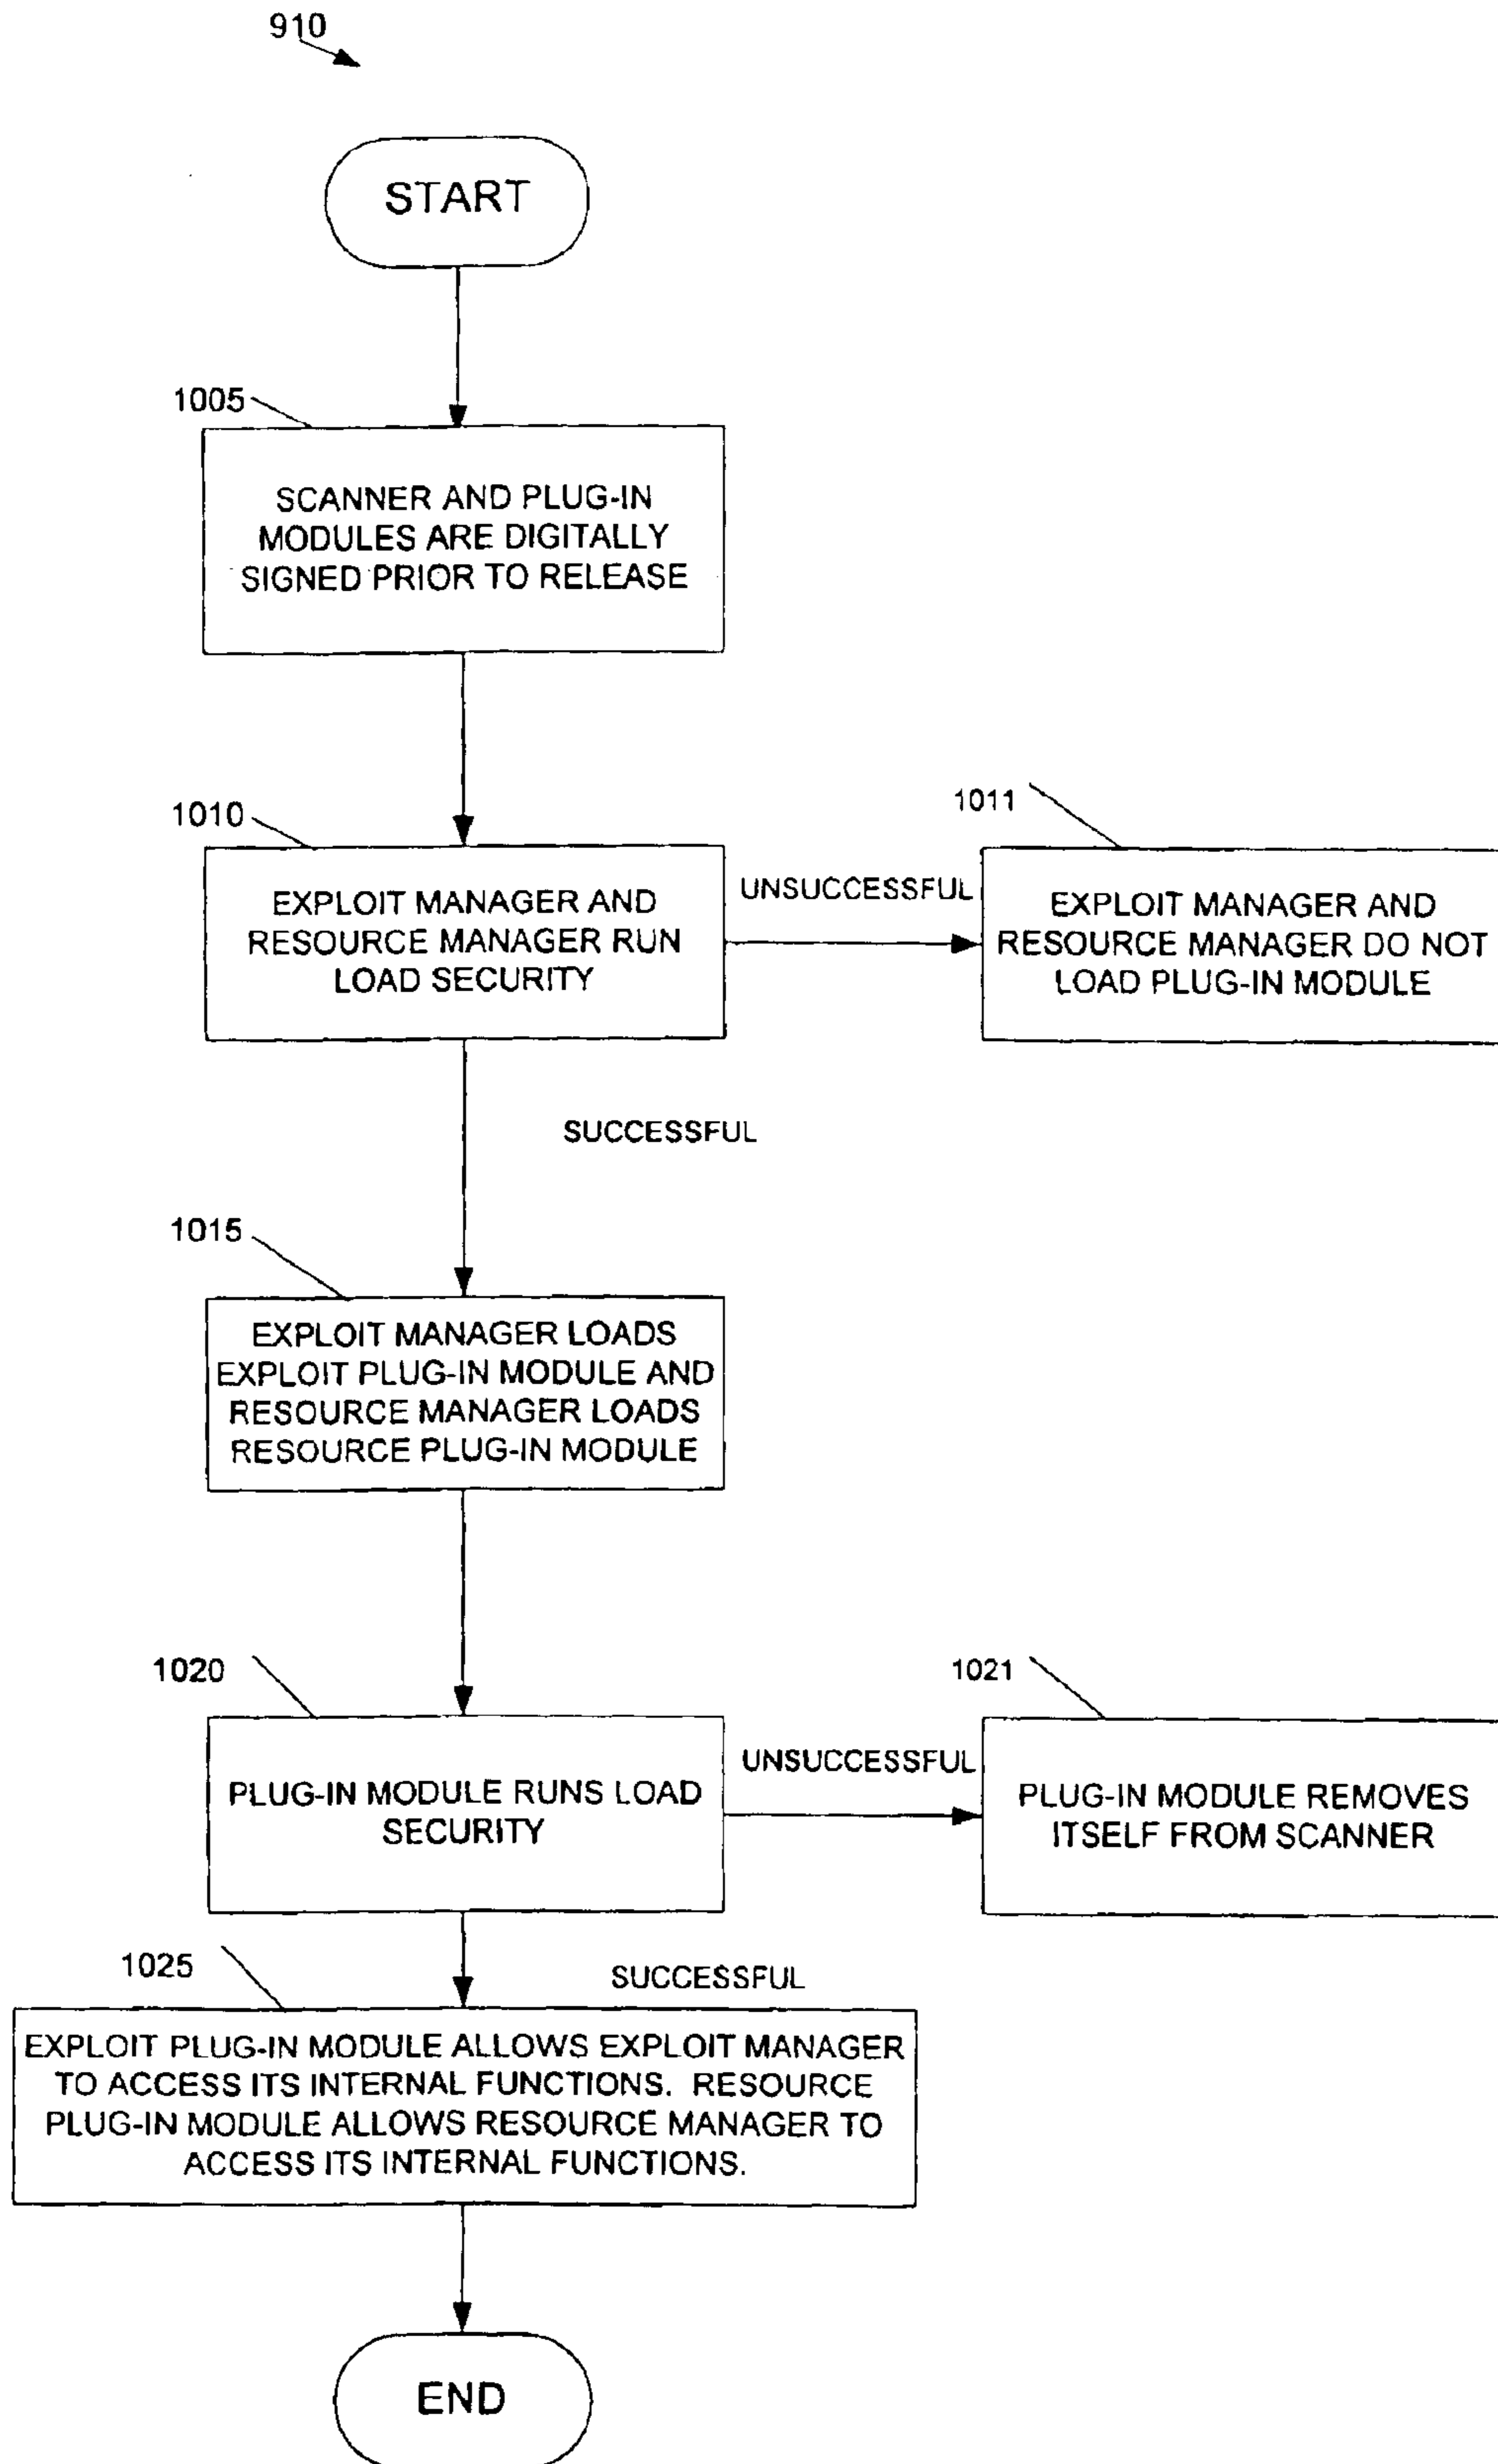 910
START
1005
SCANNER AND PLUG-IN
MODULES ARE DIGITALLY
SIGNED PRIOR TO RELEASE
1010
EXPLOIT MANAGER AND
RESOURCE MANAGER RUN
LOAD SECURITY
UNSUCCESSFUL
1011
EXPLOIT MANAGER AND
RESOURCE MANAGER DO NOT
LOAD PLUG-IN MODULE
SUCCESSFUL
1015
EXPLOIT MANAGER LOADS
EXPLOIT PLUG-IN MODULE AND
RESOURCE MANAGER LOADS
RESOURCE PLUG-IN MODULE
1020
PLUG-IN MODULE RUNS LOAD
SECURITY
UNSUCCESSFUL
1021
PLUG-IN MODULE REMOVES
ITSELF FROM SCANNER
SUCCESSFUL
1025
EXPLOIT PLUG-IN MODULE ALLOWS EXPLOIT MANAGER
TO ACCESS ITS INTERNAL FUNCTIONS. RESOURCE
PLUG-IN MODULE ALLOWS RESOURCE MANAGER TO
ACCESS ITS INTERNAL FUNCTIONS.
END